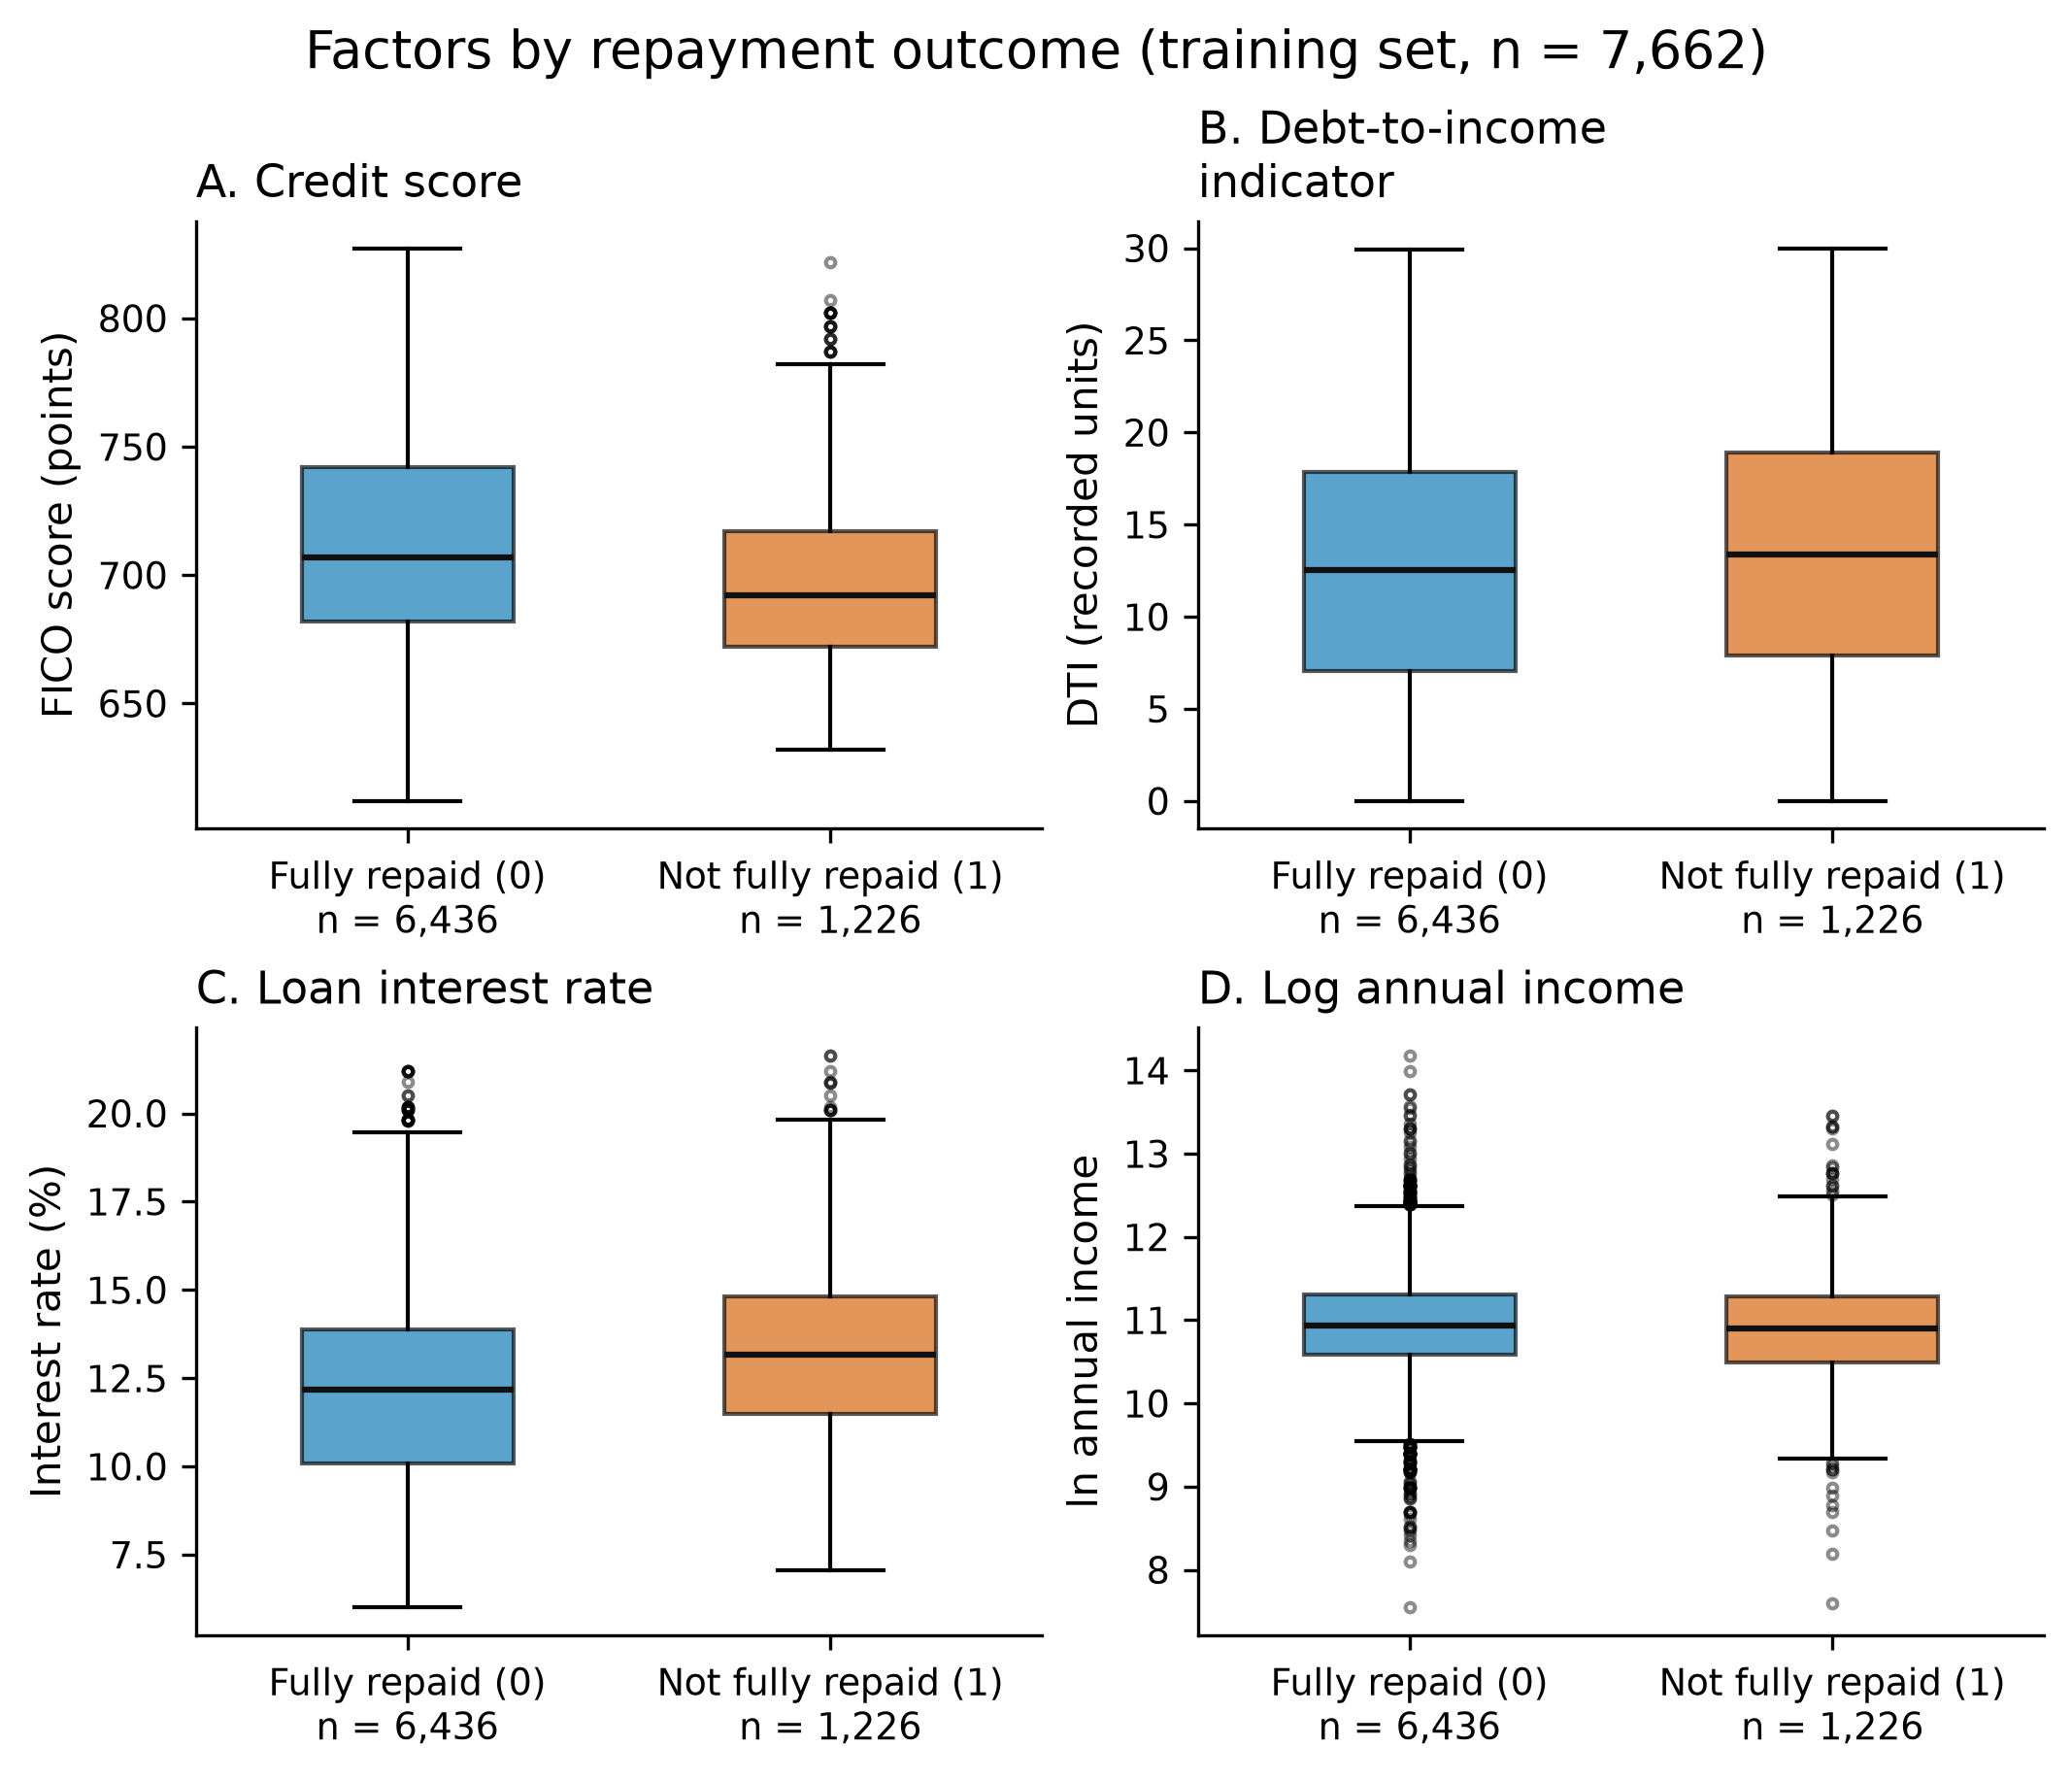 Factors by repayment outcome (training set, n = 7,662)
A. Credit score
FICO score (points)
800
750
700
650
Fully repaid (0)
n = 6,436
Not fully repaid (1)
n = 1,226
B. Debt-to-income
indicator
DTI (recorded units)
30
25
20
15
10
5
0
Fully repaid (0)
n = 6,436
Not fully repaid (1)
n = 1,226
C. Loan interest rate
Interest rate (%)
20.0
17.5
15.0
12.5
10.0
7.5
Fully repaid (0)
n = 6,436
Not fully repaid (1)
n = 1,226
D. Log annual income
ln annual income
14
13
12
11
10
9
8
Fully repaid (0)
n = 6,436
Not fully repaid (1)
n = 1,226